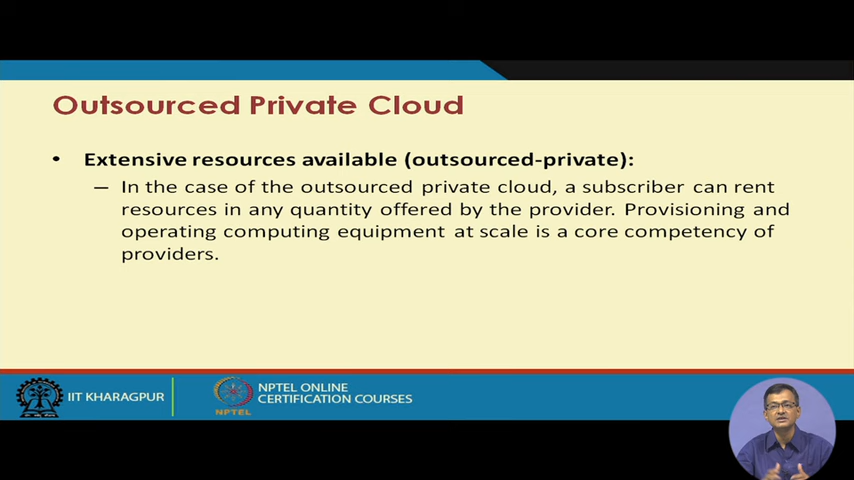 Outsourced Private Cloud
• Extensive resources available (outsourced-private):
– In the case of the outsourced private cloud, a subscriber can rent
resources in any quantity offered by the provider. Provisioning and
operating computing equipment at scale is a core competency of
providers.
IIT KHARAGPUR
NPTEL
NPTEL ONLINE
CERTIFICATION COURSES